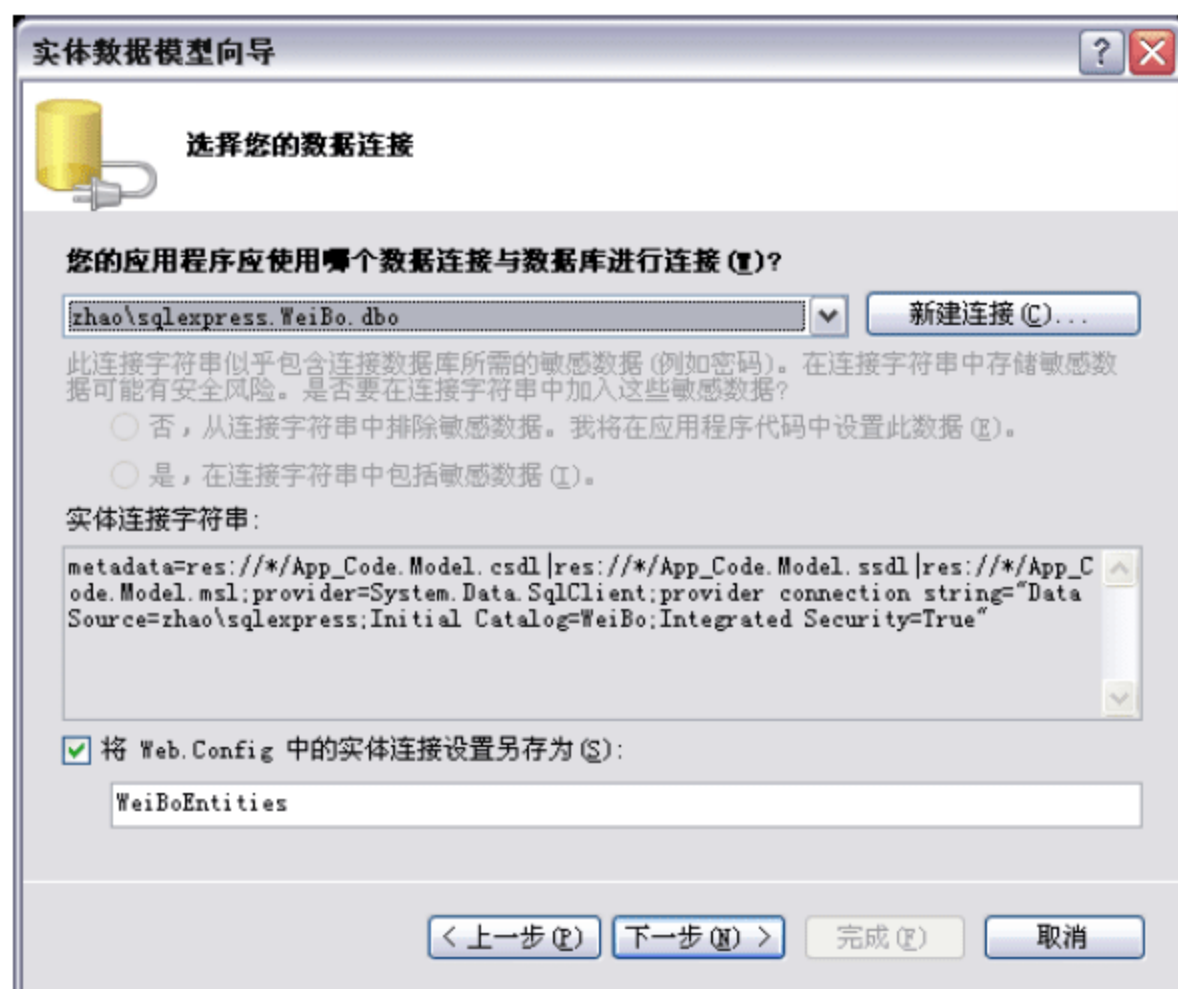 实体数据模型向导
?
选择您的数据连接
您的应用程序应使用哪个数据连接与数据库进行连接(W)?
zhao\sqlexpress.WeiBo.dbo
新建连接(C)...
此连接字符串似乎包含连接数据库所需的敏感数据(例如密码)。在连接字符串中存储敏感数
据可能有安全风险。是否要在连接字符串中加入这些敏感数据?
否，从连接字符串中排除敏感数据。我将在应用程序代码中设置此数据(E)。
是，在连接字符串中包括敏感数据(I)。
实体连接字符串:
metadata=res://*/App_Code.Model.csdl|res://*/App_Code.Model.ssdl|res://*/App_C
ode.Model.msl;provider=System.Data.SqlClient;provider connection string="Data
Source=zhao\sqlexpress;Initial Catalog=WeiBo;Integrated Security=True"
将 Web.Config 中的实体连接设置另存为(S):
WeiBoEntities
< 上一步(P)
下一步(N) >
完成(F)
取消